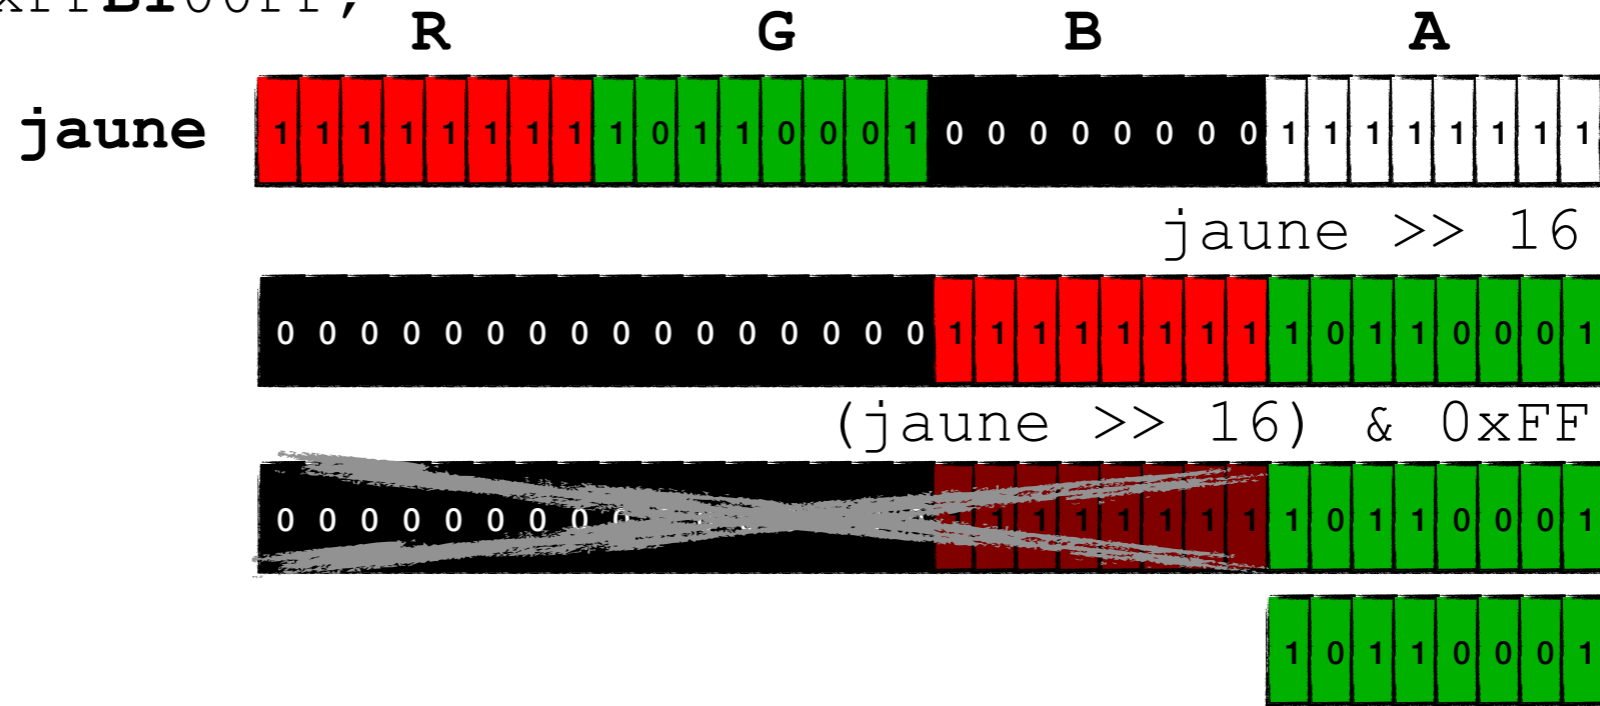 xFFB100FF;
R G B A
jaune 1 1 1 1 1 1 1 1 1 0 1 1 0 0 0 1 0 0 0 0 0 0 0 0 1 1 1 1 1 1 1 1
jaune >> 16
0 0 0 0 0 0 0 0 0 0 0 0 0 0 0 0 1 1 1 1 1 1 1 1 1 0 1 1 0 0 0 1
(jaune >> 16) & 0xFF
0 0 0 0 0 0 0 0 0 1 1 1 1 1 1 1 0 1 1 0 0 0 1
1 0 1 1 0 0 0 1